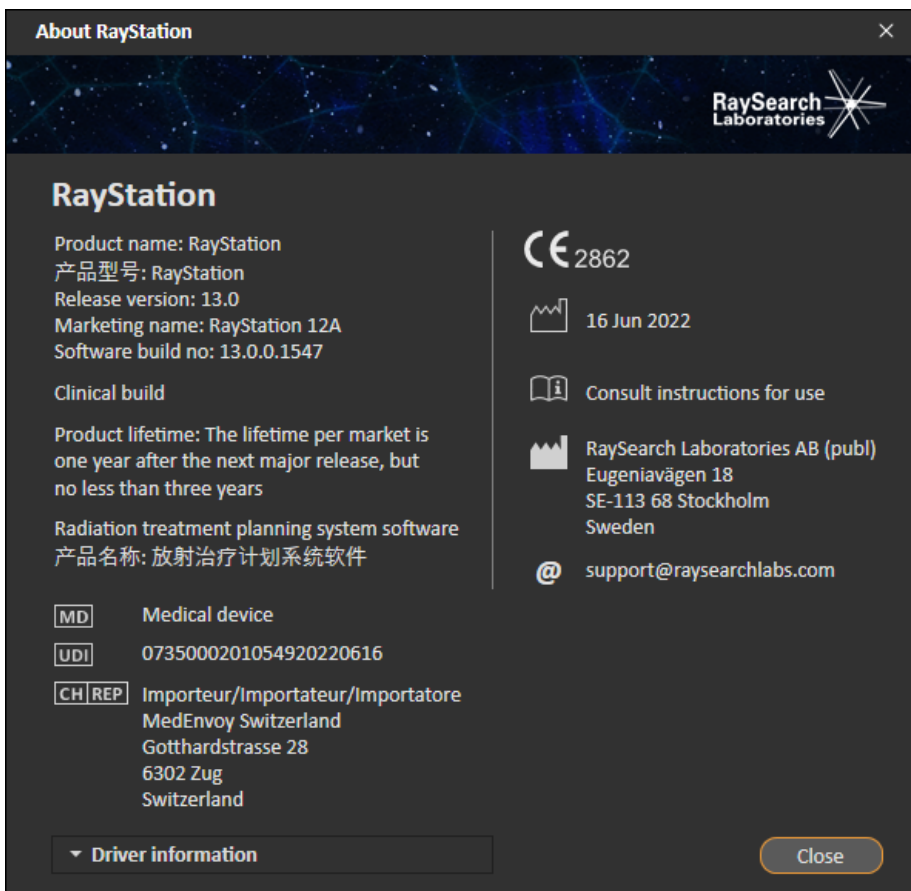 About RayStation
RaySearch
Laboratories
RayStation
Product name: RayStation
产品型号: RayStation
Release version: 13.0
Marketing name: RayStation 12A
Software build no: 13.0.0.1547
Clinical build
Product lifetime: The lifetime per market is
one year after the next major release, but
no less than three years
Radiation treatment planning system software
产品名称: 放射治疗计划系统软件
MD Medical device
UDI 0735000201054920220616
CH REP Importeur/Importateur/Importatore
MedEnvoy Switzerland
Gotthardstrasse 28
6302 Zug
Switzerland
CE 2862
16 Jun 2022
Consult instructions for use
RaySearch Laboratories AB (publ)
Eugeniavägen 18
SE-113 68 Stockholm
Sweden
@ support@raysearchlabs.com
Driver information
Close